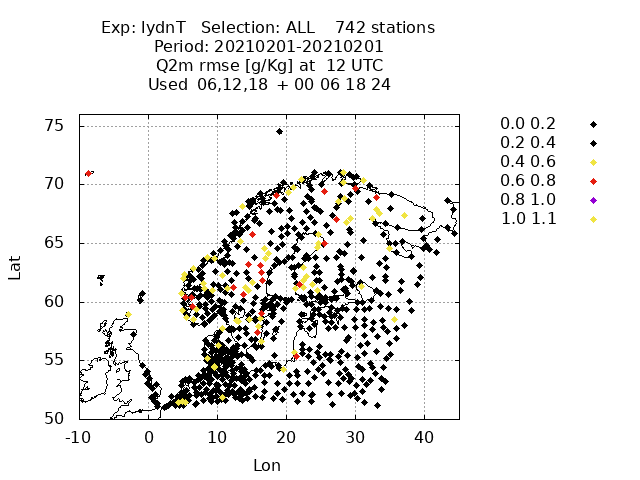 Exp: IydnT Selection: ALL 742 stations
Period: 20210201-20210201
Q2m rmse [g/Kg] at 12 UTC
Used 06,12,18 + 00 06 18 24
75
70
65
60
55
50
-10 0 10 20 30 40
Lat
Lon
0.0 0.2
0.2 0.4
0.4 0.6
0.6 0.8
0.8 1.0
1.0 1.1